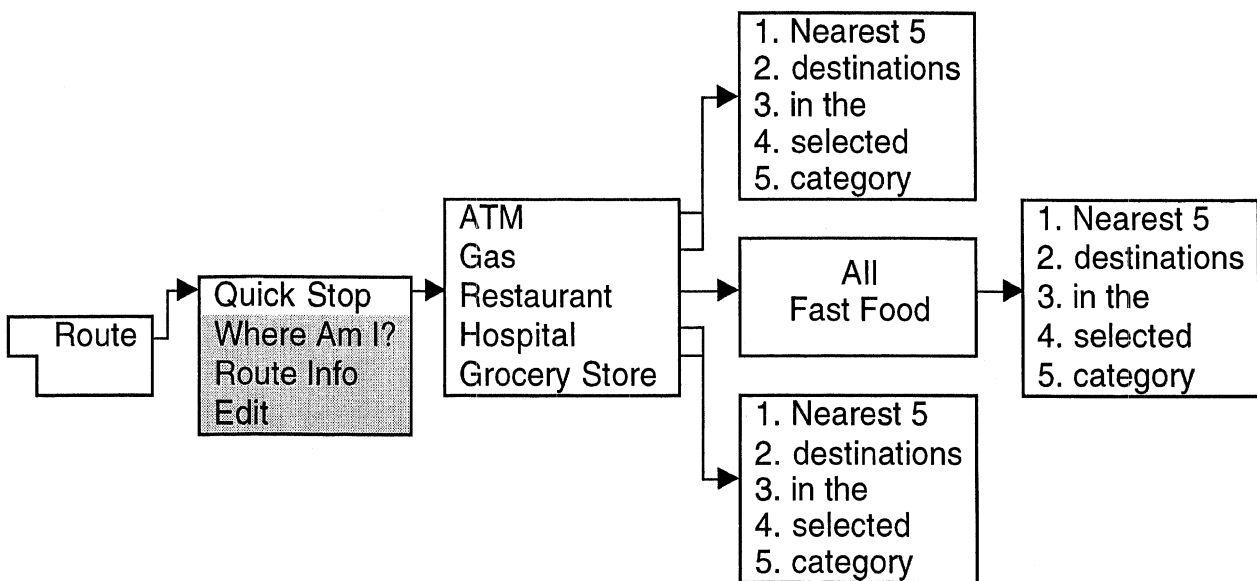 Route
Quick Stop
Where Am I?
Route Info
Edit
ATM
Gas
Restaurant
Hospital
Grocery Store
1. Nearest 5
2. destinations
3. in the
4. selected
5. category
All
Fast Food
1. Nearest 5
2. destinations
3. in the
4. selected
5. category
1. Nearest 5
2. destinations
3. in the
4. selected
5. category